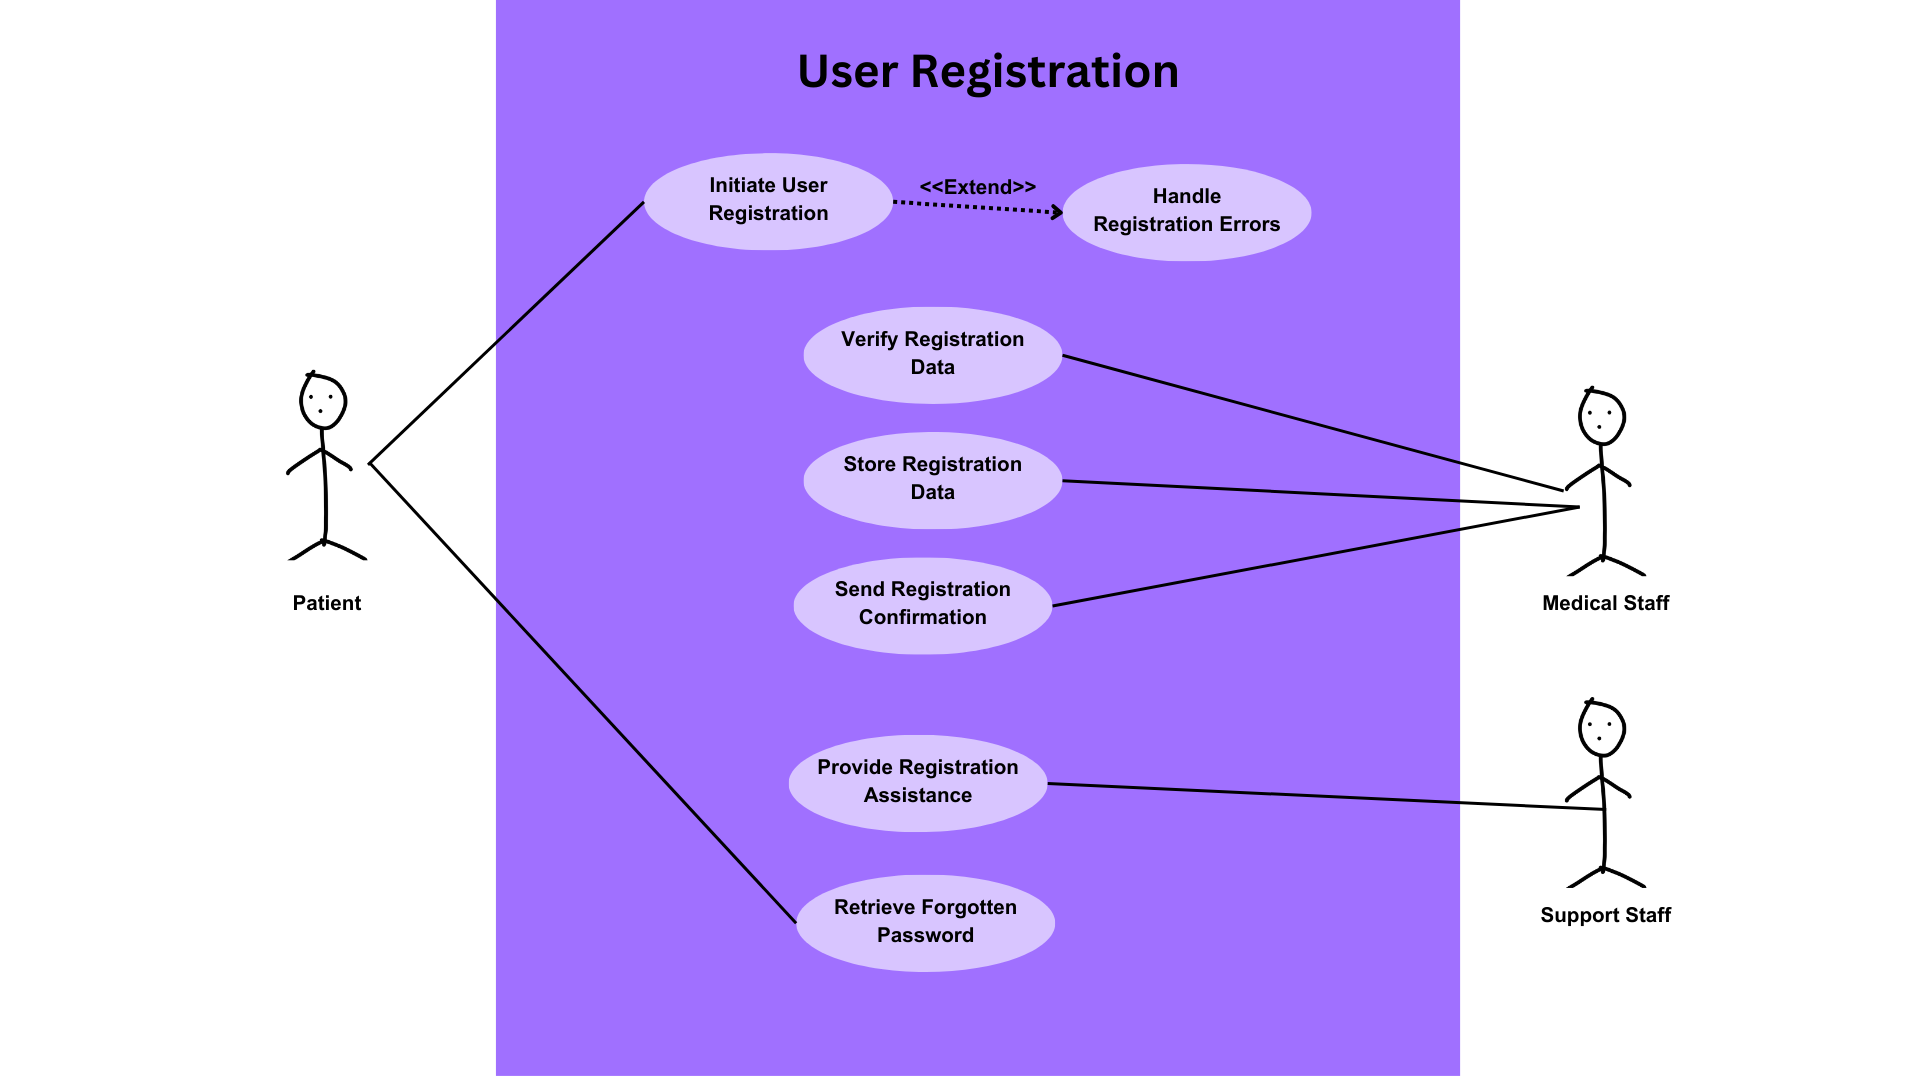 User Registration
Initiate User
Registration
<<Extend>>
Handle
Registration Errors
Verify Registration
Data
Store Registration
Data
Send Registration
Confirmation
Patient
Medical Staff
Provide Registration
Assistance
Retrieve Forgotten
Password
Support Staff